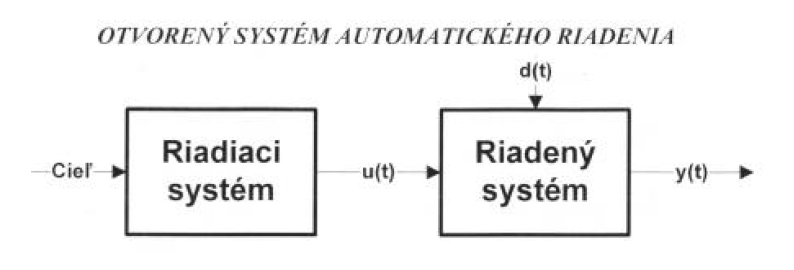 OTVORENÝ SYSTÉM AUTOMATICKÉHO RIADENIA
d(t)
Cieľ
Riadiaci
systém
u(t)
Riadený
systém
y(t)